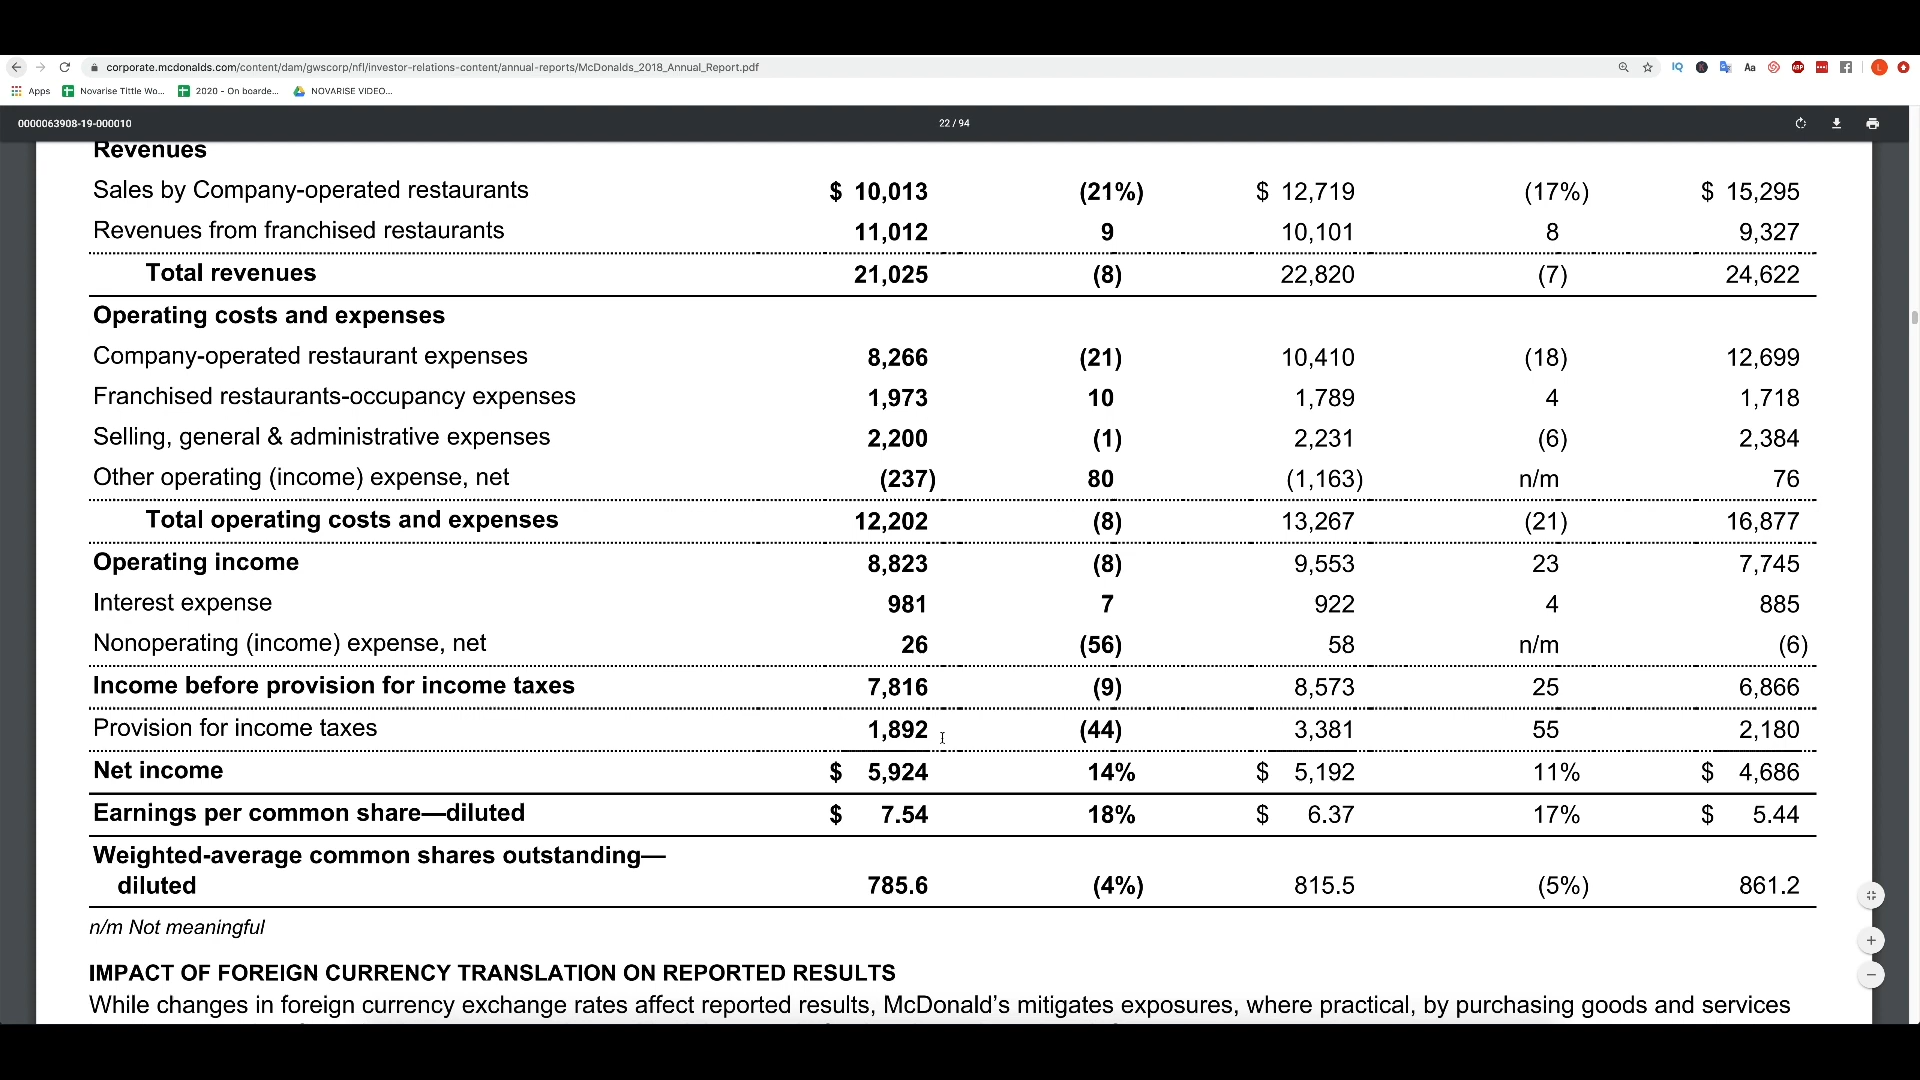 corporate.mcdonalds.com/content/dam/gwscorp/nfl/investor-relations-content/annual-reports/McDonalds_2018_Annual_Report.pdf
IQ Aa ABP L
Apps Novarise Tittle Wo... 2020 - On boarde... NOVARISE VIDEO...
0000063908-19-000010 22 / 94
Revenues
Sales by Company-operated restaurants $ 10,013 (21%) $ 12,719 (17%) $ 15,295
Revenues from franchised restaurants 11,012 9 10,101 8 9,327
Total revenues 21,025 (8) 22,820 (7) 24,622
Operating costs and expenses
Company-operated restaurant expenses 8,266 (21) 10,410 (18) 12,699
Franchised restaurants-occupancy expenses 1,973 10 1,789 4 1,718
Selling, general & administrative expenses 2,200 (1) 2,231 (6) 2,384
Other operating (income) expense, net (237) 80 (1,163) n/m 76
Total operating costs and expenses 12,202 (8) 13,267 (21) 16,877
Operating income 8,823 (8) 9,553 23 7,745
Interest expense 981 7 922 4 885
Nonoperating (income) expense, net 26 (56) 58 n/m (6)
Income before provision for income taxes 7,816 (9) 8,573 25 6,866
Provision for income taxes 1,892 (44) 3,381 55 2,180
Net income $ 5,924 14% $ 5,192 11% $ 4,686
Earnings per common share—diluted $ 7.54 18% $ 6.37 17% $ 5.44
Weighted-average common shares outstanding—
diluted 785.6 (4%) 815.5 (5%) 861.2
n/m Not meaningful
IMPACT OF FOREIGN CURRENCY TRANSLATION ON REPORTED RESULTS
While changes in foreign currency exchange rates affect reported results, McDonald's mitigates exposures, where practical, by purchasing goods and services